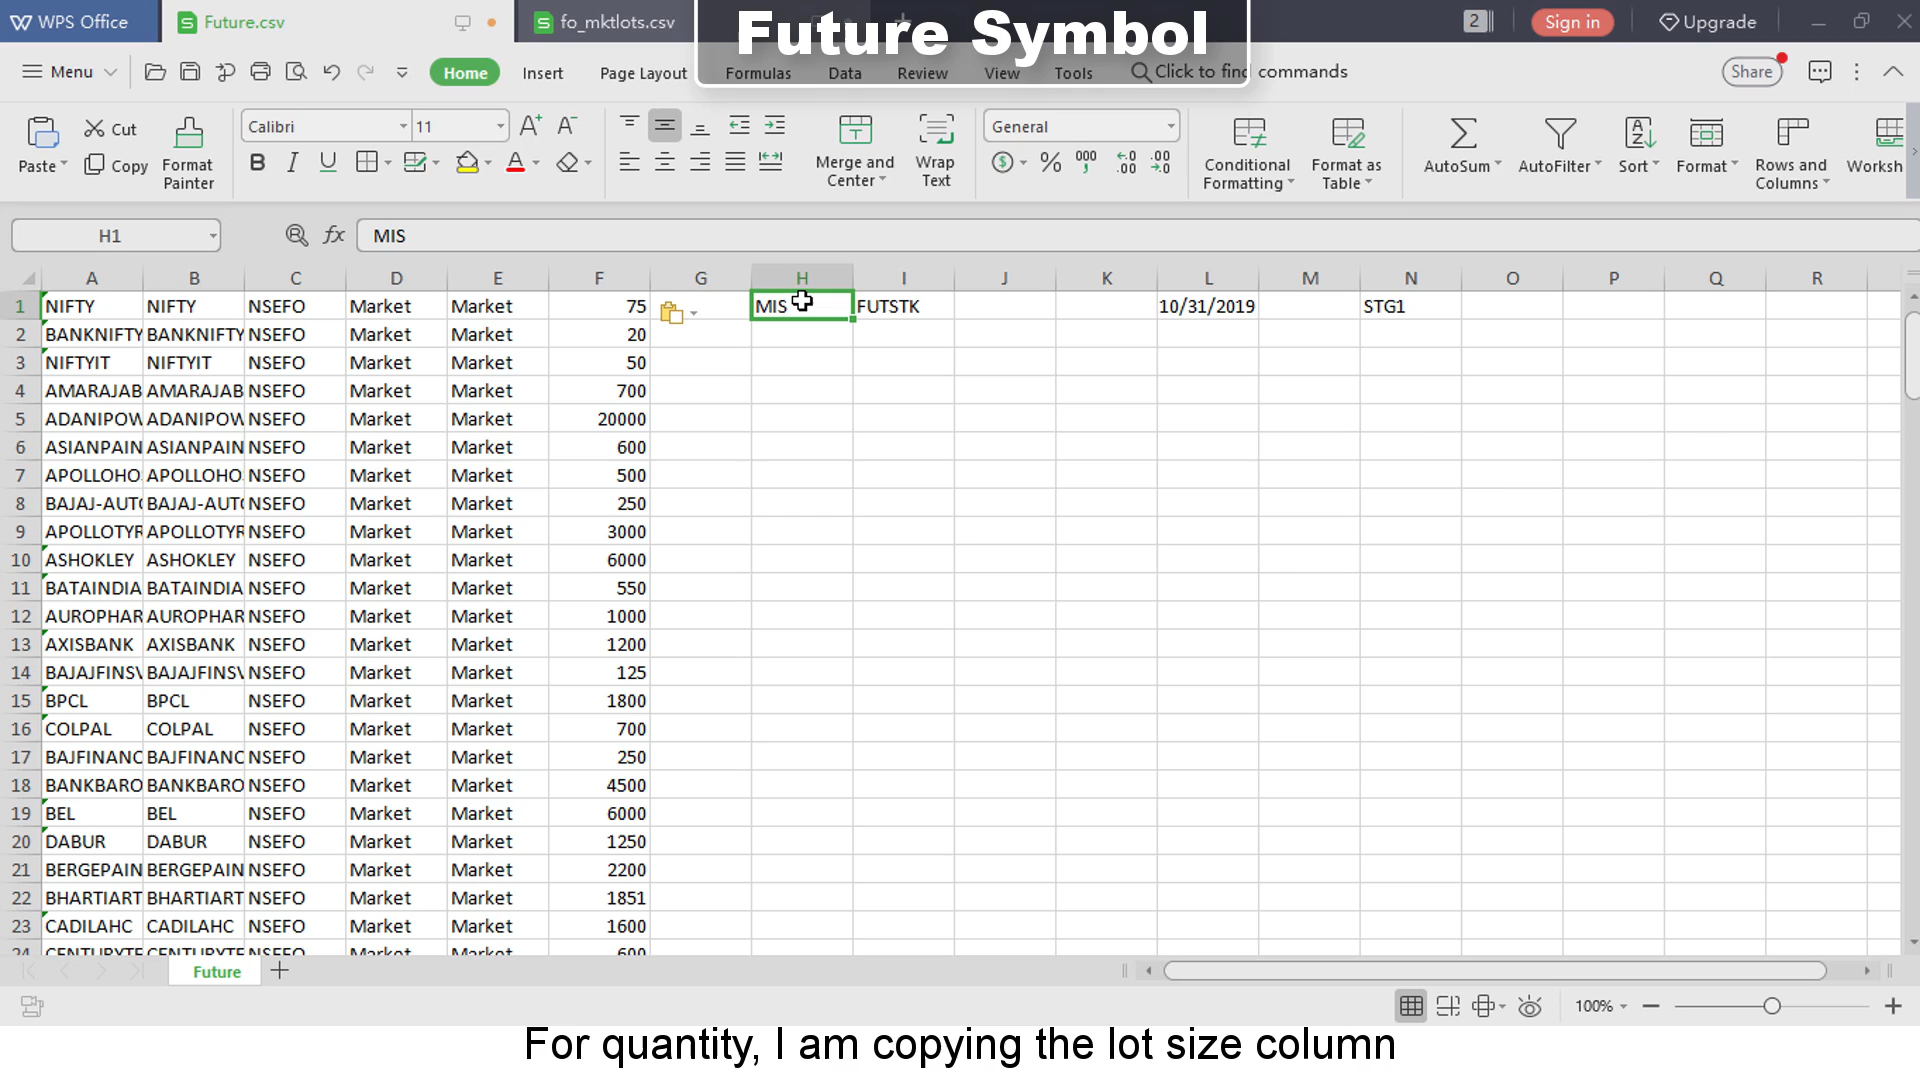 WPS Office Future.csv fo_mktlots.csv Future Symbol 2 Sign in Upgrade
Menu Home Insert Page Layout Formulas Data Review View Tools Click to find commands Share
Cut Calibri 11 General
Paste Copy Format Painter Merge and Center Wrap Text Conditional Formatting Format as Table AutoSum AutoFilter Sort Format Rows and Columns Worksh
H1 fx MIS
A B C D E F G H I J K L M N O P Q R
1 NIFTY NIFTY NSEFO Market Market 75 MIS FUTSTK 10/31/2019 STG1
2 BANKNIFTY BANKNIFTY NSEFO Market Market 20
3 NIFTYIT NIFTYIT NSEFO Market Market 50
4 AMARAJAB AMARAJAB NSEFO Market Market 700
5 ADANIPOW ADANIPOW NSEFO Market Market 20000
6 ASIANPAIN ASIANPAIN NSEFO Market Market 600
7 APOLLOHO APOLLOHO NSEFO Market Market 500
8 BAJAJ-AUTO BAJAJ-AUTO NSEFO Market Market 250
9 APOLLOTYR APOLLOTYR NSEFO Market Market 3000
10 ASHOKLEY ASHOKLEY NSEFO Market Market 6000
11 BATAINDIA BATAINDIA NSEFO Market Market 550
12 AUROPHAR AUROPHAR NSEFO Market Market 1000
13 AXISBANK AXISBANK NSEFO Market Market 1200
14 BAJAJFINSV BAJAJFINSV NSEFO Market Market 125
15 BPCL BPCL NSEFO Market Market 1800
16 COLPAL COLPAL NSEFO Market Market 700
17 BAJFINANC BAJFINANC NSEFO Market Market 250
18 BANKBARO BANKBARO NSEFO Market Market 4500
19 BEL BEL NSEFO Market Market 6000
20 DABUR DABUR NSEFO Market Market 1250
21 BERGEPAIN BERGEPAIN NSEFO Market Market 2200
22 BHARTIART BHARTIART NSEFO Market Market 1851
23 CADILAHC CADILAHC NSEFO Market Market 1600
24 CENTURYTE CENTURYTE NSEFO Market Market 600
Future
100%
For quantity, I am copying the lot size column